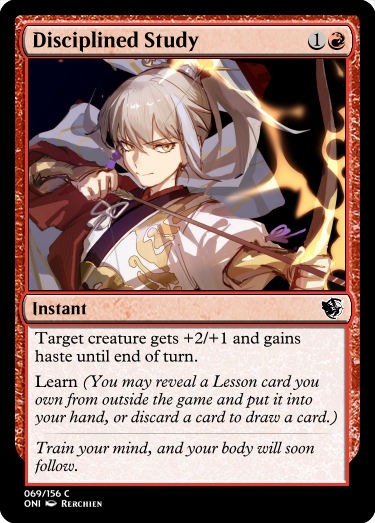 Disciplined Study 1
Instant
Target creature gets +2/+1 and gains
haste until end of turn.
Learn (You may reveal a Lesson card you
own from outside the game and put it into
your hand, or discard a card to draw a card.)
Train your mind, and your body will soon
follow.
069/156 C
ONI Rerchien